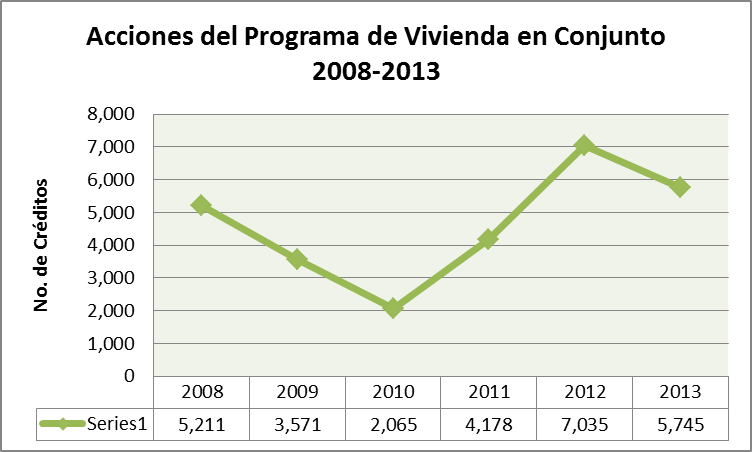 Acciones del Programa de Vivienda en Conjunto
2008-2013
No. de Créditos
8,000
7,000
6,000
5,000
4,000
3,000
2,000
1,000
0
2008 2009 2010 2011 2012 2013
Series1 5,211 3,571 2,065 4,178 7,035 5,745